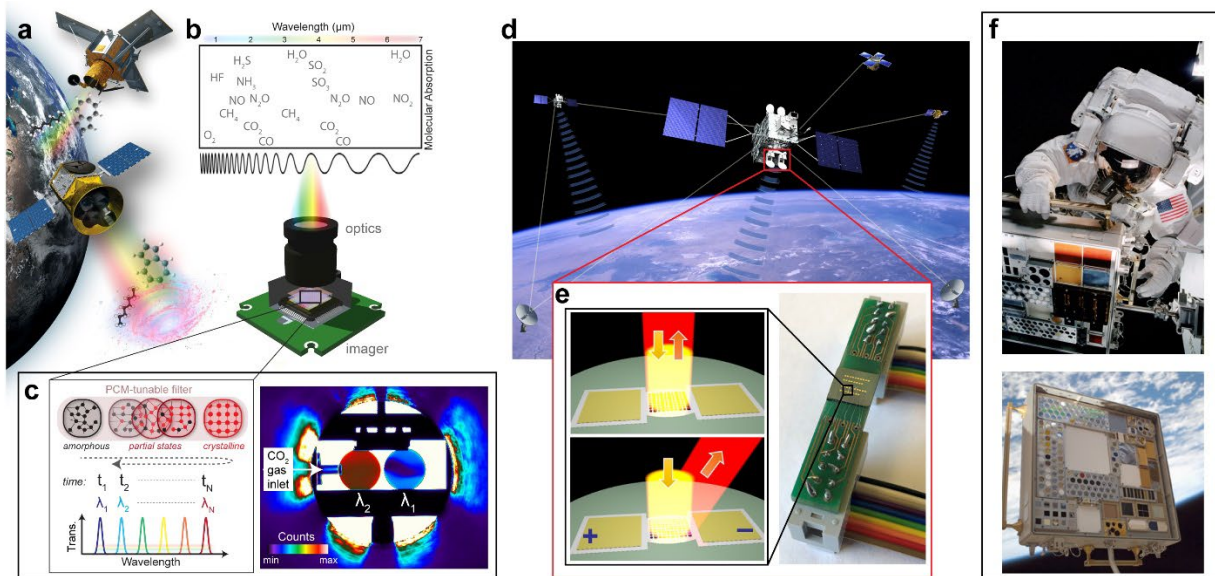 a
b
Wavelength (μm)
1 2 3 4 5 6 7
H₂O H₂O
H₂S SO₂
HF NH₃ SO₃
NO N₂O N₂O NO NO₂
CH₄ CH₄
O₂ CO₂ CO₂
CO CO
Molecular Absorption
optics
imager
c
PCM-tunable filter
amorphous partial states crystalline
time: t₁ t₂ t_N
λ₁ λ₂ λ_N
Trans.
Wavelength
CO₂
gas
inlet
λ₂ λ₁
Counts
min max
d
e
+ −
f